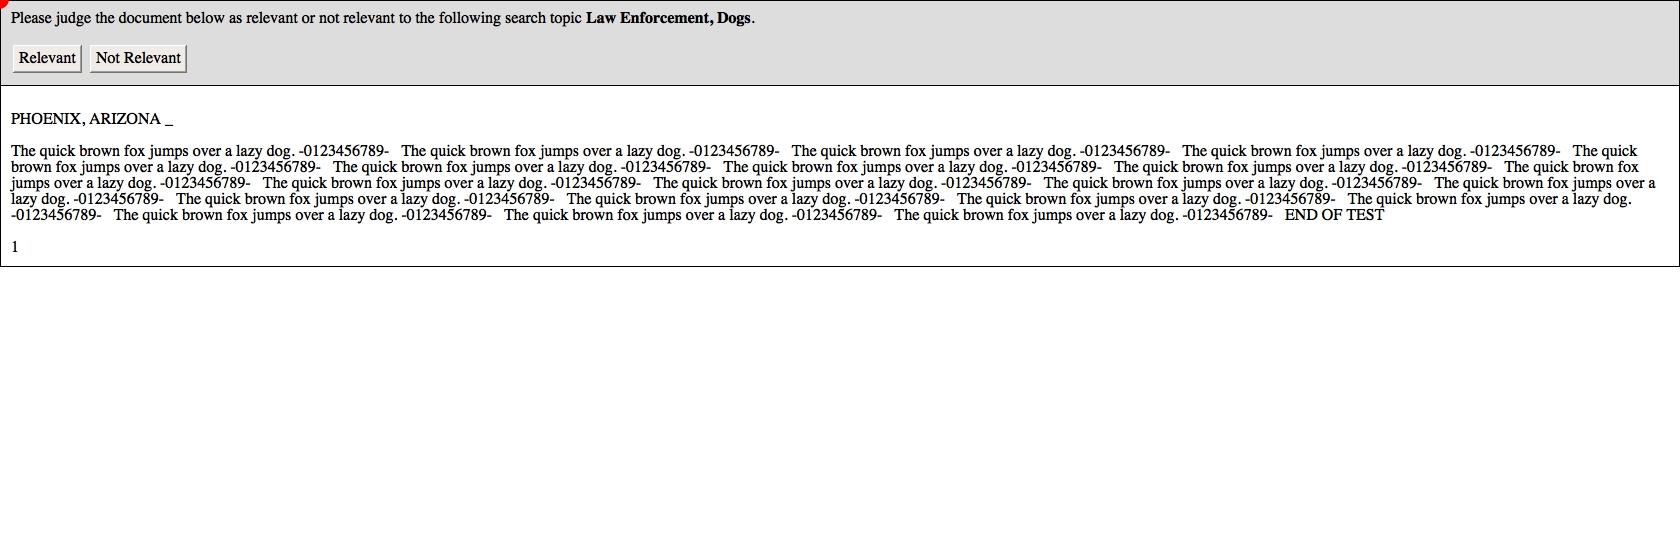 Please judge the document below as relevant or not relevant to the following search topic Law Enforcement, Dogs.
Relevant Not Relevant
PHOENIX, ARIZONA _
The quick brown fox jumps over a lazy dog. -0123456789- The quick brown fox jumps over a lazy dog. -0123456789- The quick brown fox jumps over a lazy dog. -0123456789- The quick brown fox jumps over a lazy dog. -0123456789- The quick
brown fox jumps over a lazy dog. -0123456789- The quick brown fox jumps over a lazy dog. -0123456789- The quick brown fox jumps over a lazy dog. -0123456789- The quick brown fox jumps over a lazy dog. -0123456789- The quick brown fox
jumps over a lazy dog. -0123456789- The quick brown fox jumps over a lazy dog. -0123456789- The quick brown fox jumps over a lazy dog. -0123456789- The quick brown fox jumps over a lazy dog. -0123456789- The quick brown fox jumps over a
lazy dog. -0123456789- The quick brown fox jumps over a lazy dog. -0123456789- The quick brown fox jumps over a lazy dog. -0123456789- The quick brown fox jumps over a lazy dog. -0123456789- The quick brown fox jumps over a lazy dog.
-0123456789- The quick brown fox jumps over a lazy dog. -0123456789- The quick brown fox jumps over a lazy dog. -0123456789- The quick brown fox jumps over a lazy dog. -0123456789- END OF TEST
1